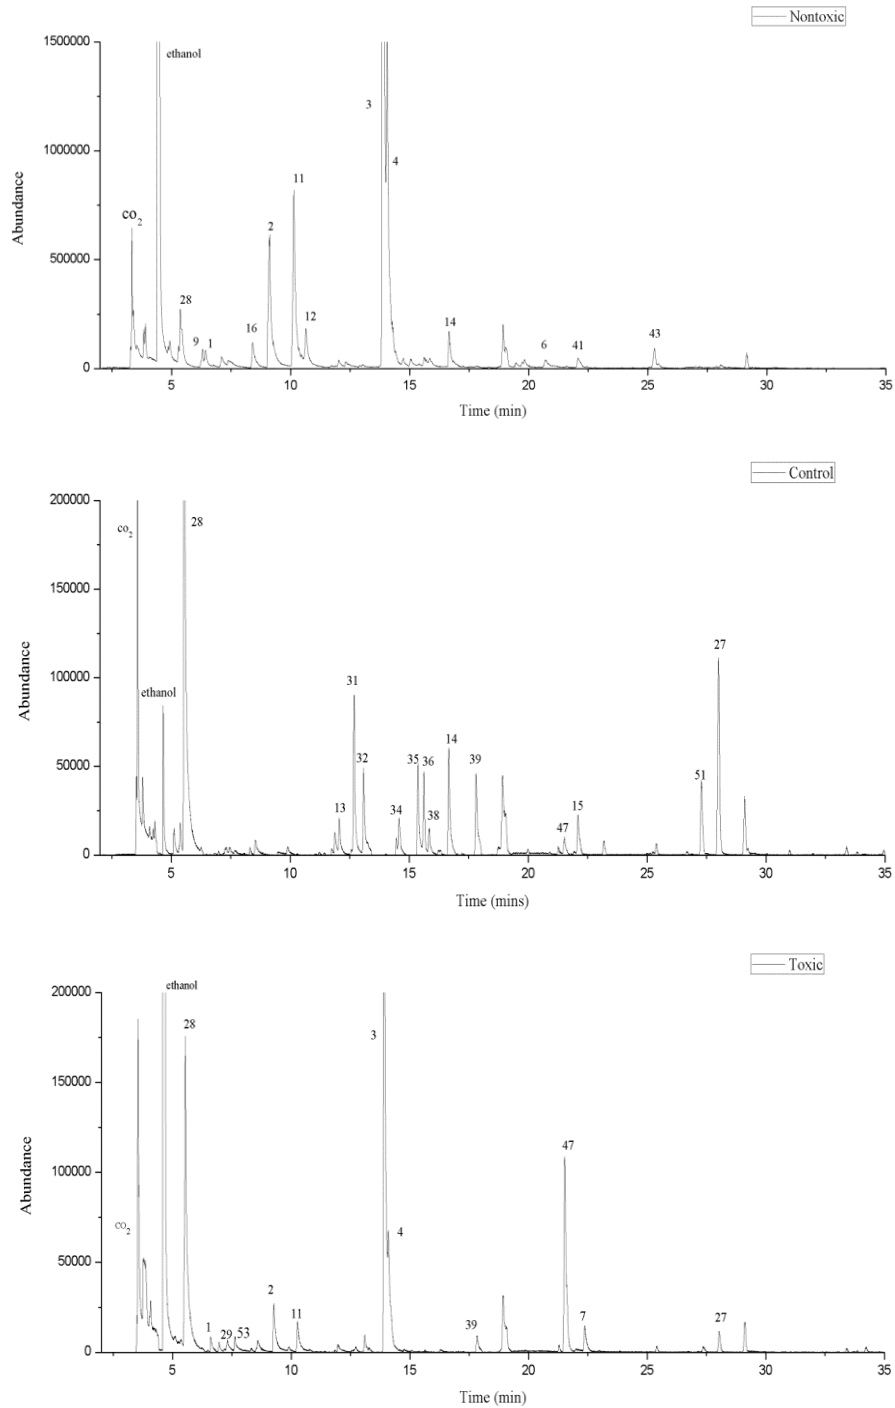 Nontoxic
1500000
ethanol
3
4
1000000
Abundance
11
co2
2
500000
28
12
16
14
9 1
6 41 43
0
5 10 15 20 25 30 35
Time (min)
Control
200000
28
co2
150000
27
Abundance
ethanol
100000
31
14
32 35 36 39
51
50000
13 34 38
15
47
0
5 10 15 20 25 30 35
Time (mins)
Toxic
200000
ethanol
28
3
150000
47
Abundance
100000
CO2
4
50000
2
11
1 29 53
39
7
27
0
5 10 15 20 25 30 35
Time (min)